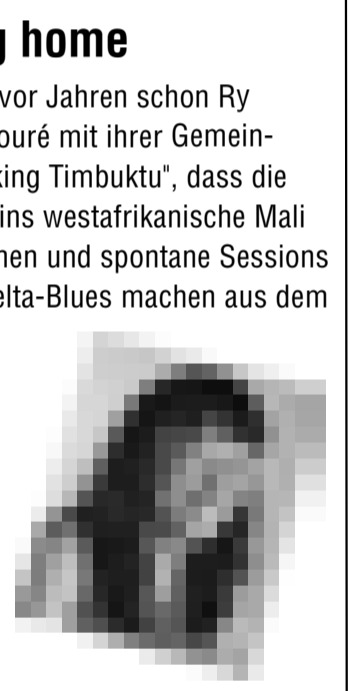 g home
vor Jahren schon Ry
ouré mit ihrer Gemein-
king Timbuktu", dass die
ins westafrikanische Mali
nen und spontane Sessions
elta-Blues machen aus dem